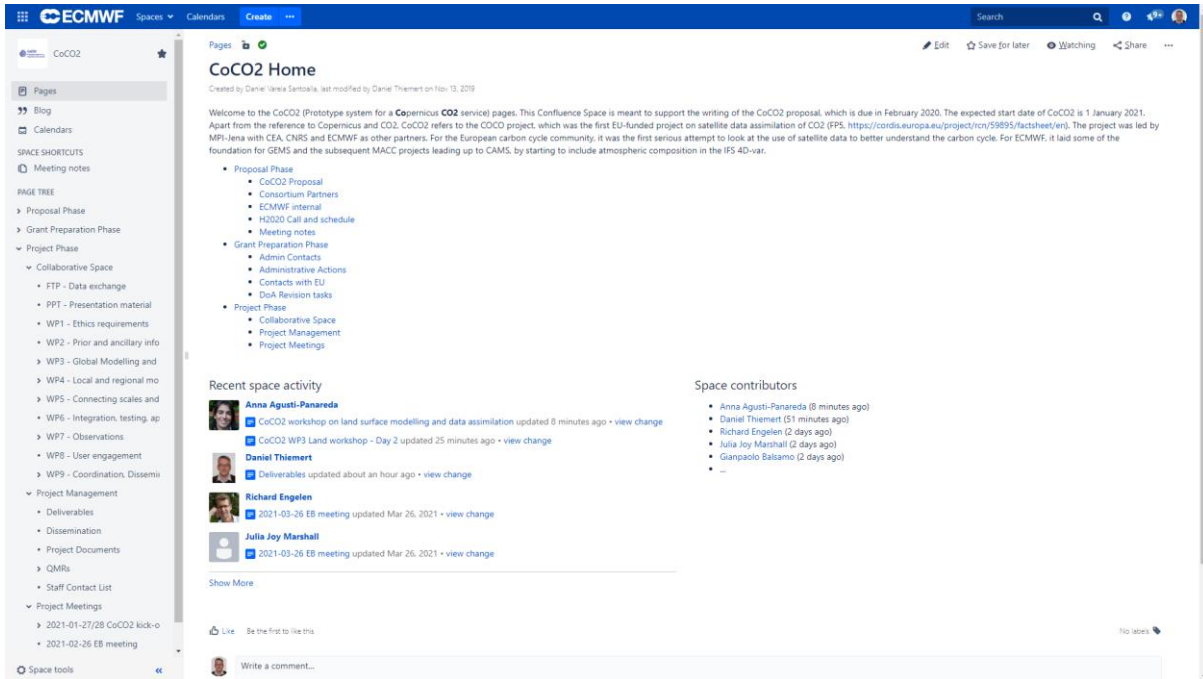 ECMWF Spaces Calendars Create ··· Search 9+
CoCO2
Pages
Blog
Calendars
SPACE SHORTCUTS
Meeting notes
PAGE TREE
Proposal Phase
Grant Preparation Phase
Project Phase
Collaborative Space
FTP - Data exchange
PPT - Presentation material
WP1 - Ethics requirements
WP2 - Prior and ancillary info
WP3 - Global Modelling and
WP4 - Local and regional mo
WP5 - Connecting scales and
WP6 - Integration, testing, ap
WP7 - Observations
WP8 - User engagement
WP9 - Coordination, Dissemi
Project Management
Deliverables
Dissemination
Project Documents
QMRs
Staff Contact List
Project Meetings
2021-01-27/28 CoCO2 kick-o
2021-02-26 EB meeting
Space tools «
Pages
Edit Save for later Watching Share ···
CoCO2 Home
Created by Daniel Varela Santoalla, last modified by Daniel Thiemert on Nov 13, 2019
Welcome to the CoCO2 (Prototype system for a Copernicus CO2 service) pages. This Confluence Space is meant to support the writing of the CoCO2 proposal, which is due in February 2020. The expected start date of CoCO2 is 1 January 2021.
Apart from the reference to Copernicus and CO2, CoCO2 refers to the COCO project, which was the first EU-funded project on satellite data assimilation of CO2 (FP5, https://cordis.europa.eu/project/rcn/59895/factsheet/en). The project was led by
MPI-Jena with CEA, CNRS and ECMWF as other partners. For the European carbon cycle community, it was the first serious attempt to look at the use of satellite data to better understand the carbon cycle. For ECMWF, it laid some of the
foundation for GEMS and the subsequent MACC projects leading up to CAMS, by starting to include atmospheric composition in the IFS 4D-var.
• Proposal Phase
• CoCO2 Proposal
• Consortium Partners
• ECMWF internal
• H2020 Call and schedule
• Meeting notes
• Grant Preparation Phase
• Admin Contacts
• Administrative Actions
• Contacts with EU
• DoA Revision tasks
• Project Phase
• Collaborative Space
• Project Management
• Project Meetings
Recent space activity
Anna Agusti-Panareda
CoCO2 workshop on land surface modelling and data assimilation updated 8 minutes ago • view change
CoCO2 WP3 Land workshop - Day 2 updated 25 minutes ago • view change
Daniel Thiemert
Deliverables updated about an hour ago • view change
Richard Engelen
2021-03-26 EB meeting updated Mar 26, 2021 • view change
Julia Joy Marshall
2021-03-26 EB meeting updated Mar 26, 2021 • view change
Show More
Space contributors
• Anna Agusti-Panareda (8 minutes ago)
• Daniel Thiemert (51 minutes ago)
• Richard Engelen (2 days ago)
• Julia Joy Marshall (2 days ago)
• Gianpaolo Balsamo (2 days ago)
• ...
Like Be the first to like this
No labels
Write a comment...